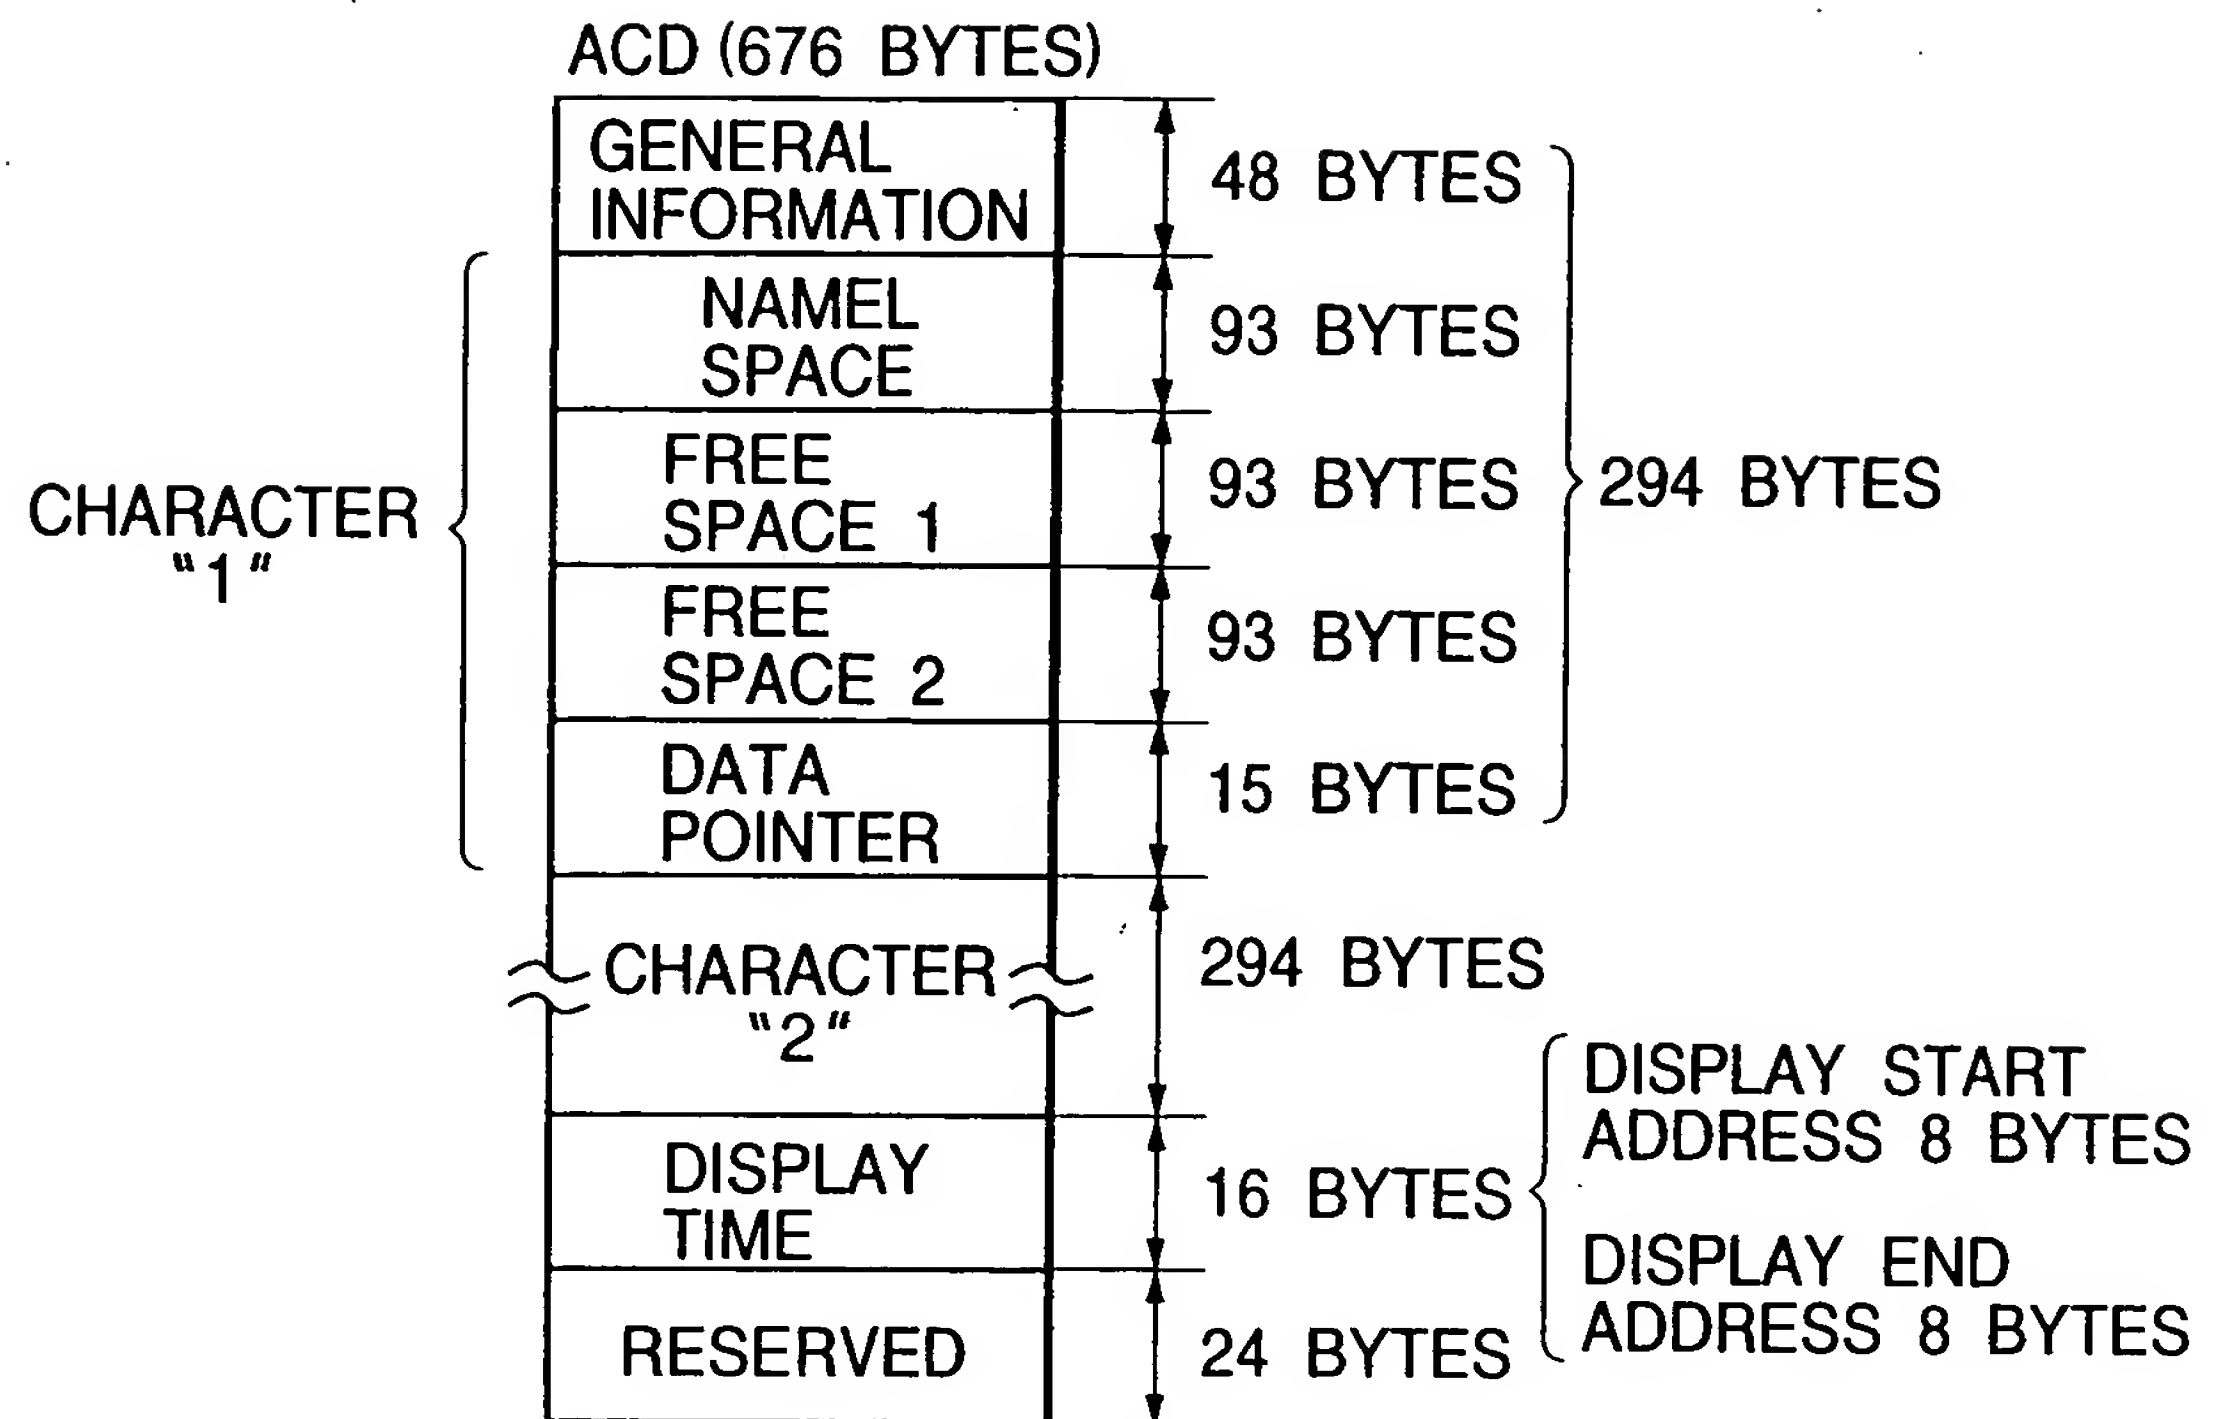 ACD (676 BYTES)
GENERAL
INFORMATION
48 BYTES
NAMEL
SPACE
93 BYTES
FREE
SPACE 1
93 BYTES
294 BYTES
CHARACTER
"1"
FREE
SPACE 2
93 BYTES
DATA
POINTER
15 BYTES
CHARACTER
"2"
294 BYTES
DISPLAY
TIME
16 BYTES
DISPLAY START
ADDRESS 8 BYTES
DISPLAY END
ADDRESS 8 BYTES
RESERVED
24 BYTES